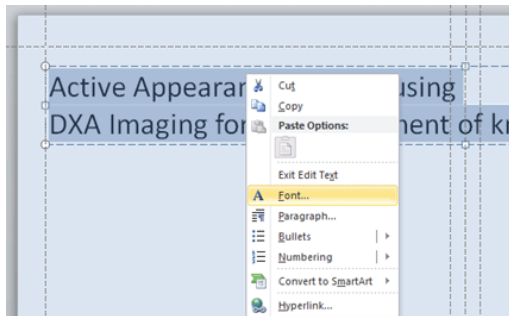 Active Appearar using
DXA Imaging for nent of kr
Cut
Copy
Paste Options:
Exit Edit Text
Font...
Paragraph...
Bullets
Numbering
Convert to SmartArt
Hyperlink...